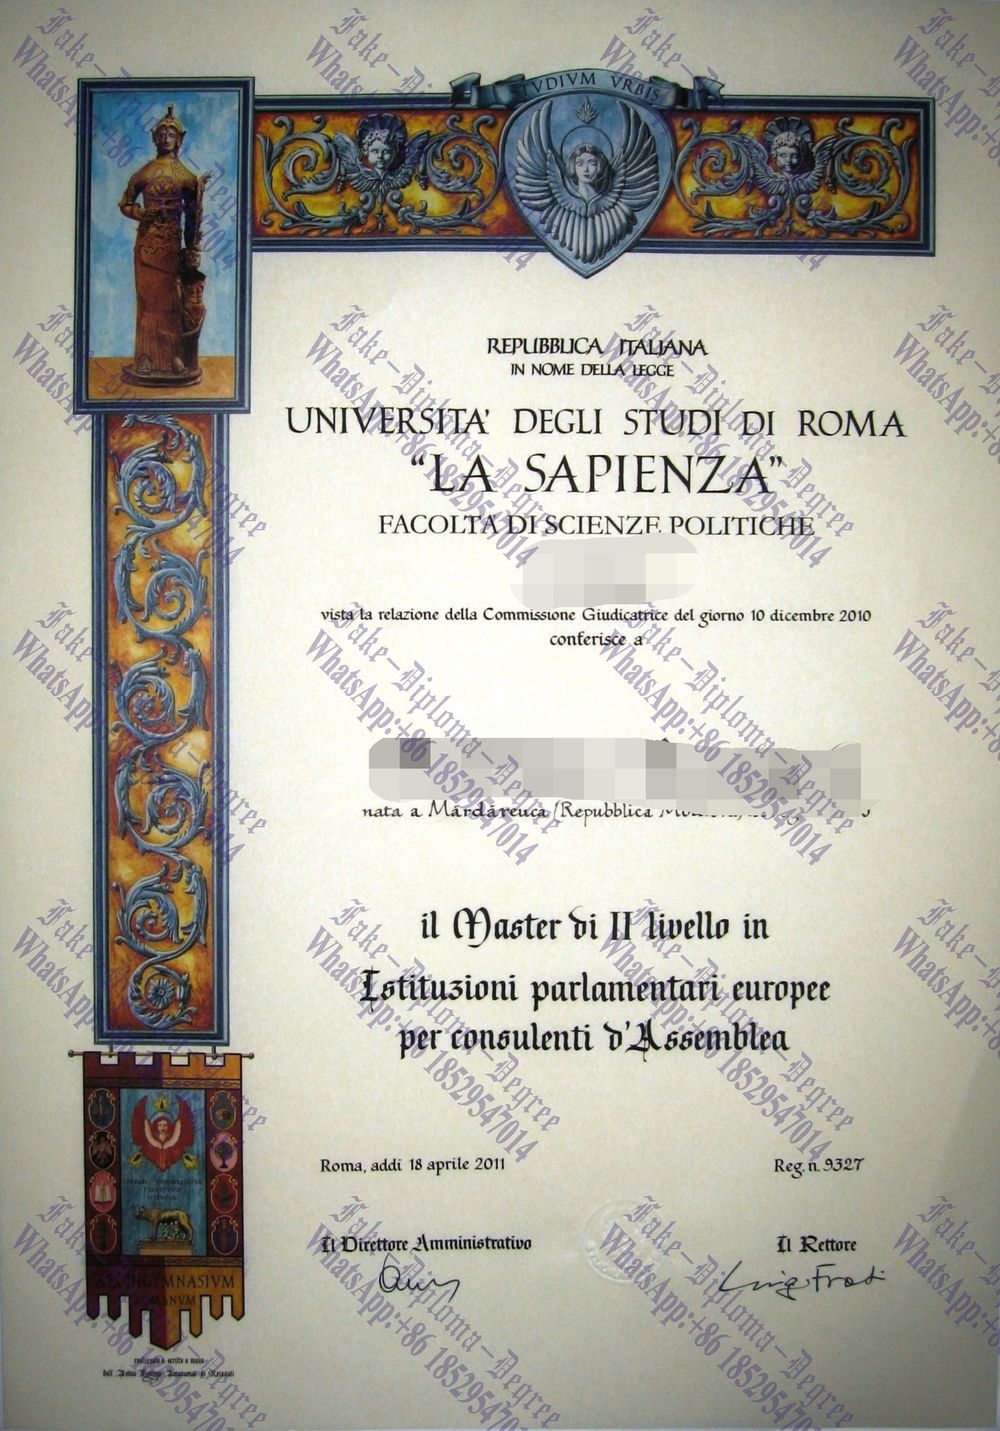 STVDIVM VRBIS
REPUBBLICA ITALIANA
IN NOME DELLA LEGGE
UNIVERSITA' DEGLI STUDI DI ROMA
“LA SAPIENZA”
FACOLTÀ DI SCIENZE POLITICHE
vista la relazione della Commissione Giudicatrice del giorno 10 dicembre 2010
conferisce a
nata a Mărdăreuca (Repubblica
il Master di II livello in
Istituzioni parlamentari europee
per consulenti d'Assemblea
Roma, addì 18 aprile 2011
Reg. n. 9327
Il Direttore Amministrativo
Il Rettore
Luigi Frati
Fake-Diploma-Degree
WhatsApp:+86 18529547014